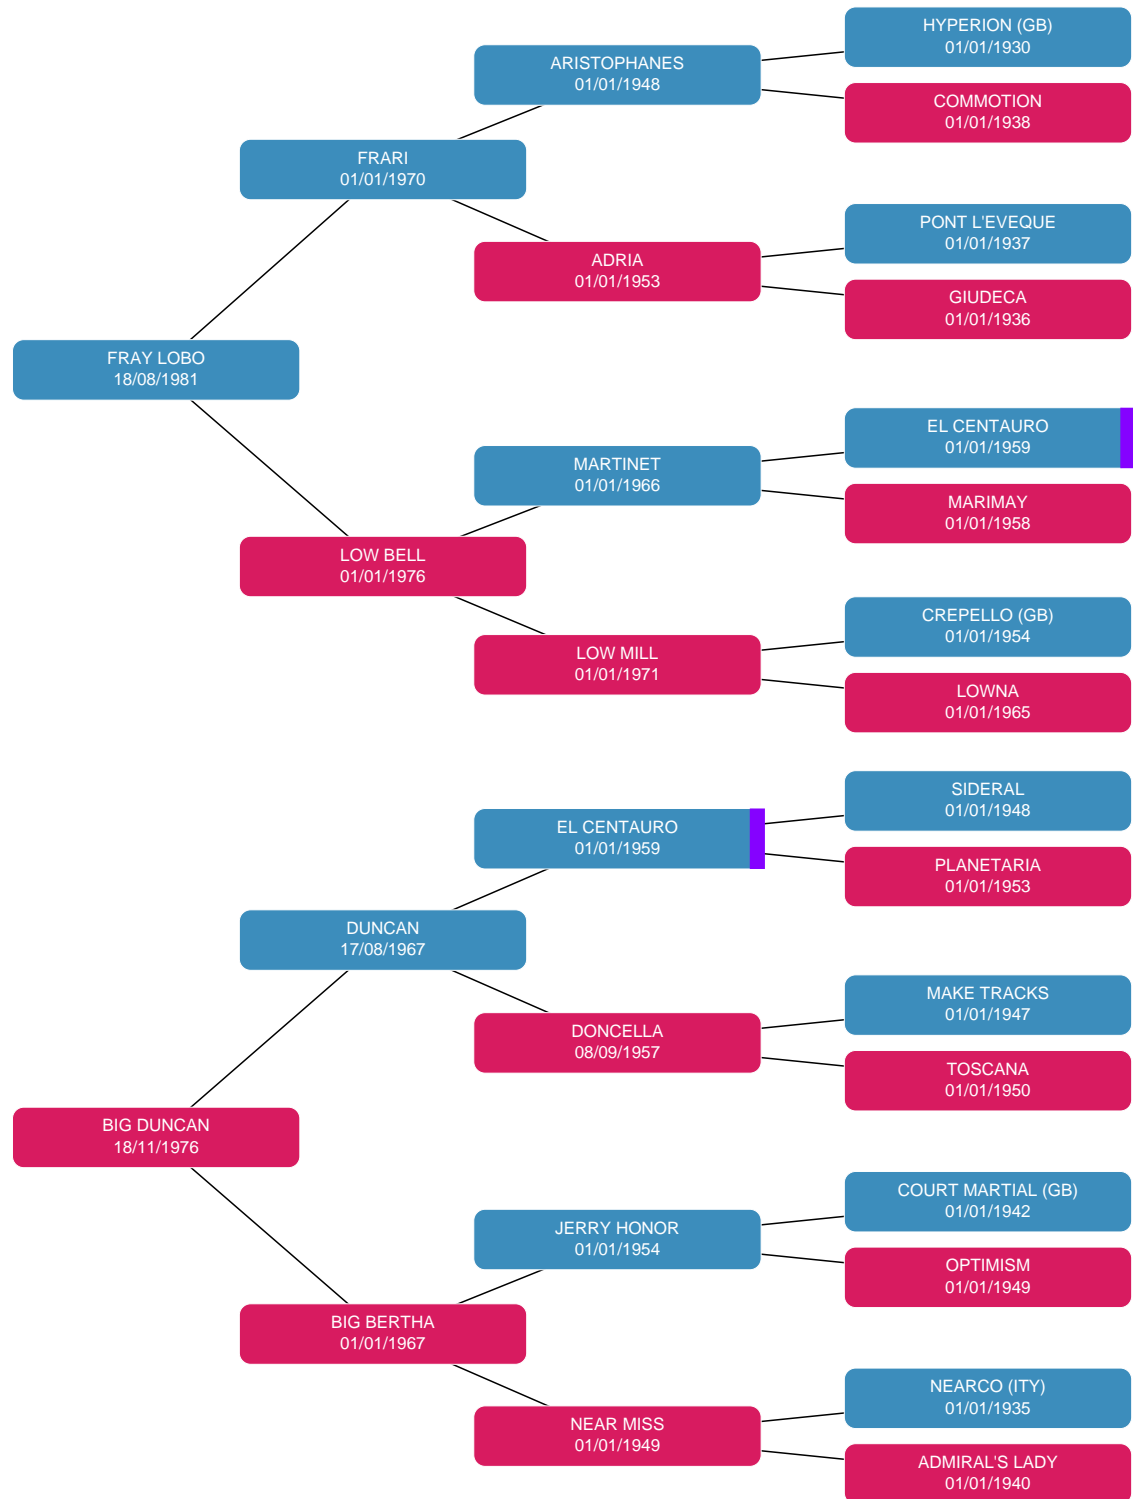 HYPERION (GB)
01/01/1930
ARISTOPHANES
01/01/1948
COMMOTION
01/01/1938
FRARI
01/01/1970
PONT L'EVEQUE
01/01/1937
ADRIA
01/01/1953
GIUDECA
01/01/1936
FRAY LOBO
18/08/1981
EL CENTAURO
01/01/1959
MARTINET
01/01/1966
MARIMAY
01/01/1958
LOW BELL
01/01/1976
CREPELLO (GB)
01/01/1954
LOW MILL
01/01/1971
LOWNA
01/01/1965
SIDERAL
01/01/1948
EL CENTAURO
01/01/1959
PLANETARIA
01/01/1953
DUNCAN
17/08/1967
MAKE TRACKS
01/01/1947
DONCELLA
08/09/1957
TOSCANA
01/01/1950
BIG DUNCAN
18/11/1976
COURT MARTIAL (GB)
01/01/1942
JERRY HONOR
01/01/1954
OPTIMISM
01/01/1949
BIG BERTHA
01/01/1967
NEARCO (ITY)
01/01/1935
NEAR MISS
01/01/1949
ADMIRAL'S LADY
01/01/1940